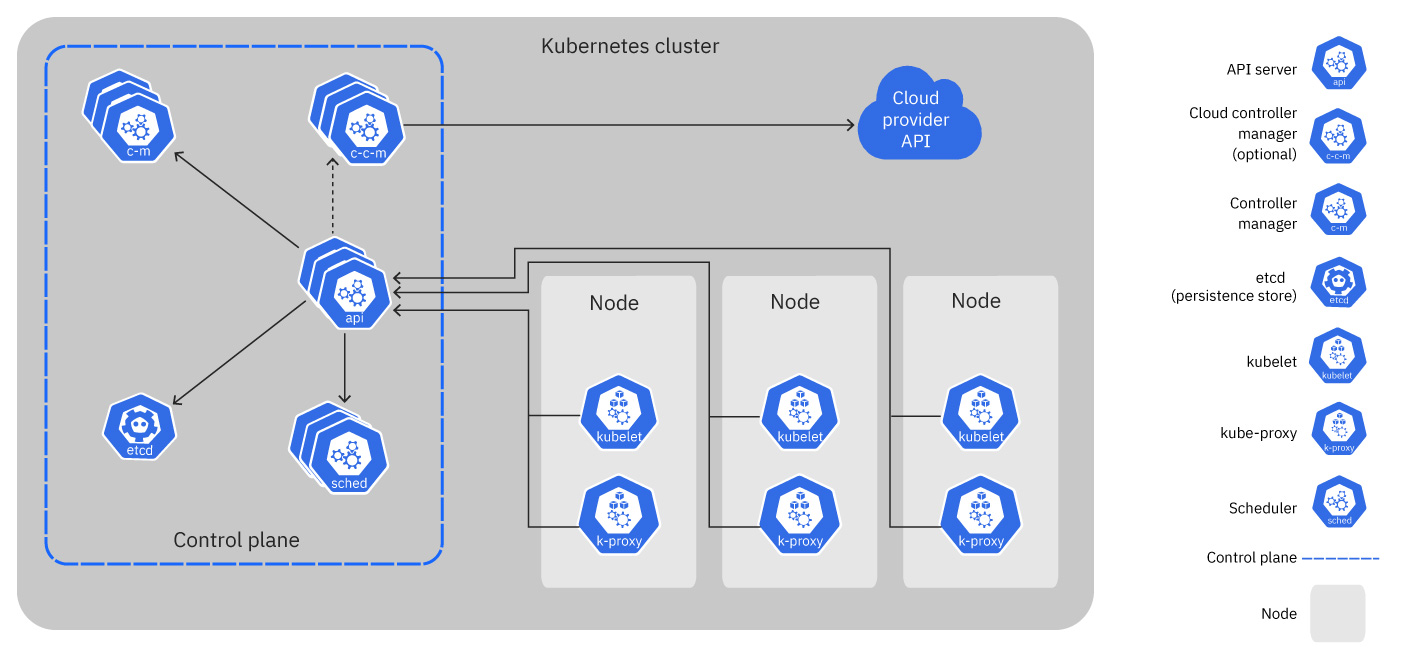 Kubernetes cluster
c-m
c-c-m
Cloud
provider
API
api
etcd
sched
Control plane
Node
kubelet
k-proxy
Node
kubelet
k-proxy
Node
kubelet
k-proxy
API server
api
Cloud controller
manager
(optional)
c-c-m
Controller
manager
c-m
etcd
(persistence store)
etcd
kubelet
kubelet
kube-proxy
k-proxy
Scheduler
sched
Control plane
Node